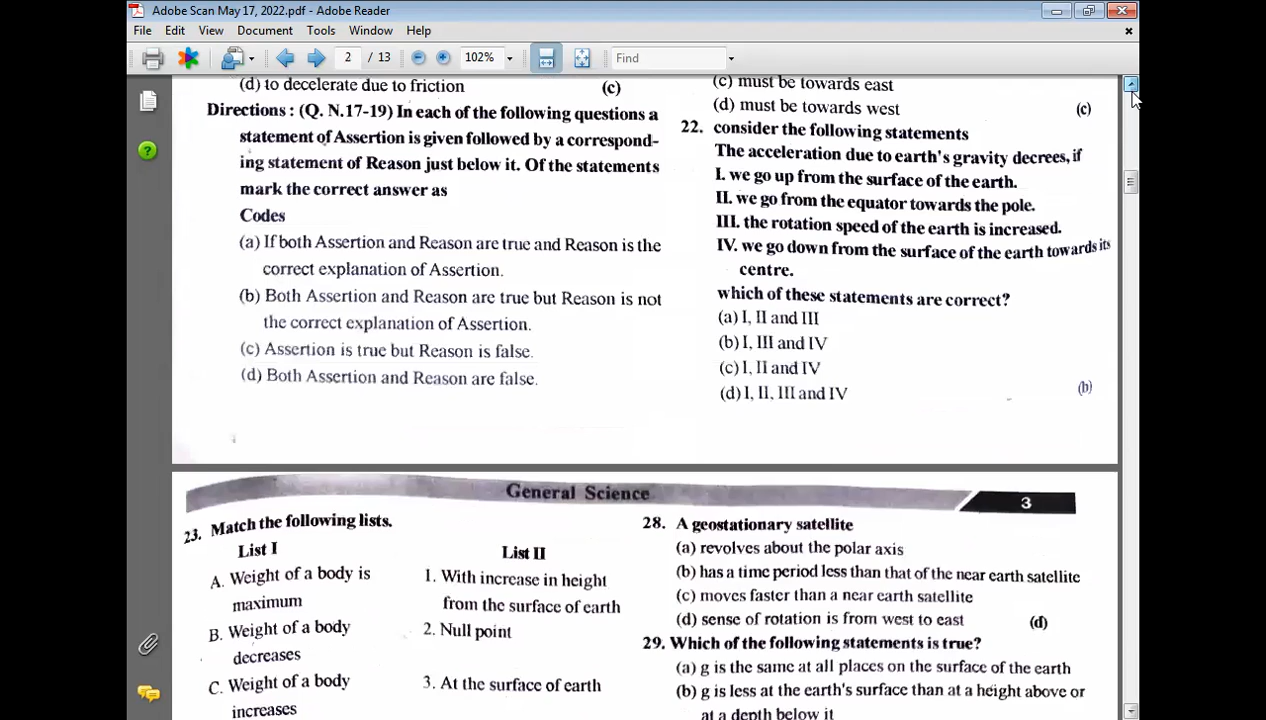 Adobe Scan May 17, 2022.pdf - Adobe Reader
File Edit View Document Tools Window Help
2 / 13 102% Find
(d) to decelerate due to friction (c)
Directions : (Q. N.17-19) In each of the following questions a
statement of Assertion is given followed by a correspond-
ing statement of Reason just below it. Of the statements
mark the correct answer as
Codes
(a) If both Assertion and Reason are true and Reason is the
correct explanation of Assertion.
(b) Both Assertion and Reason are true but Reason is not
the correct explanation of Assertion.
(c) Assertion is true but Reason is false.
(d) Both Assertion and Reason are false.
(c) must be towards east
(d) must be towards west (c)
22. consider the following statements
The acceleration due to earth's gravity decres, if
I. we go up from the surface of the earth.
II. we go from the equator towards the pole.
III. the rotation speed of the earth is increased.
IV. we go down from the surface of the earth towards its
centre.
which of these statements are correct?
(a) I, II and III
(b) I, III and IV
(c) I, II and IV
(d) I, II, III and IV (b)
General Science 3
23. Match the following lists.
List I List II
A. Weight of a body is 1. With increase in height
maximum from the surface of earth
B. Weight of a body 2. Null point
decreases
C. Weight of a body 3. At the surface of earth
increases
28. A geostationary satellite
(a) revolves about the polar axis
(b) has a time period less than that of the near earth satellite
(c) moves faster than a near earth satellite
(d) sense of rotation is from west to east (d)
29. Which of the following statements is true?
(a) g is the same at all places on the surface of the earth
(b) g is less at the earth's surface than at a height above or
at a depth below it